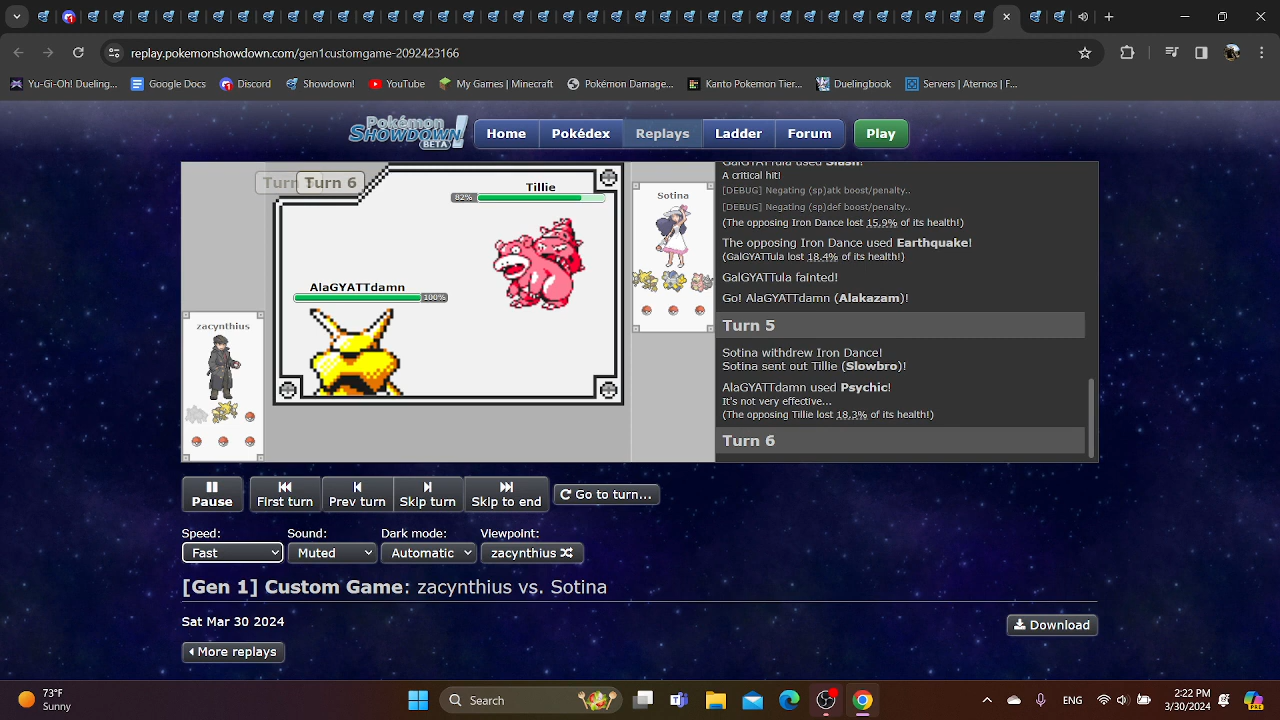 replay.pokemonshowdown.com/gen1customgame-2092423166
Yu-Gi-Oh! Dueling...
Google Docs
Discord
Showdown!
YouTube
My Games | Minecraft
Pokémon Damage...
Kanto Pokemon Tier...
Duelingbook
Servers | Aternos | F...
Pokémon
SHOWDOWN!
BETA
Home
Pokédex
Replays
Ladder
Forum
Play
Turn 6
Tillie
82%
AlaGYATTdamn
100%
zacynthius
Sotina
GalGYATTula used Slash!
A critical hit!
[DEBUG] Negating (sp)atk boost/penalty..
[DEBUG] Negating (sp)def boost/penalty..
(The opposing Iron Dance lost 15.9% of its health!)
The opposing Iron Dance used Earthquake!
(GalGYATTula lost 18.4% of its health!)
GalGYATTula fainted!
Go! AlaGYATTdamn (Alakazam)!
Turn 5
Sotina withdrew Iron Dance!
Sotina sent out Tillie (Slowbro)!
AlaGYATTdamn used Psychic!
It's not very effective...
(The opposing Tillie lost 18.3% of its health!)
Turn 6
Pause
First turn
Prev turn
Skip turn
Skip to end
Go to turn...
Speed:
Sound:
Dark mode:
Viewpoint:
Fast
Muted
Automatic
zacynthius
[Gen 1] Custom Game: zacynthius vs. Sotina
Sat Mar 30 2024
Download
More replays
73°F
Sunny
Search
ENG
2:22 PM
3/30/2024
PRE